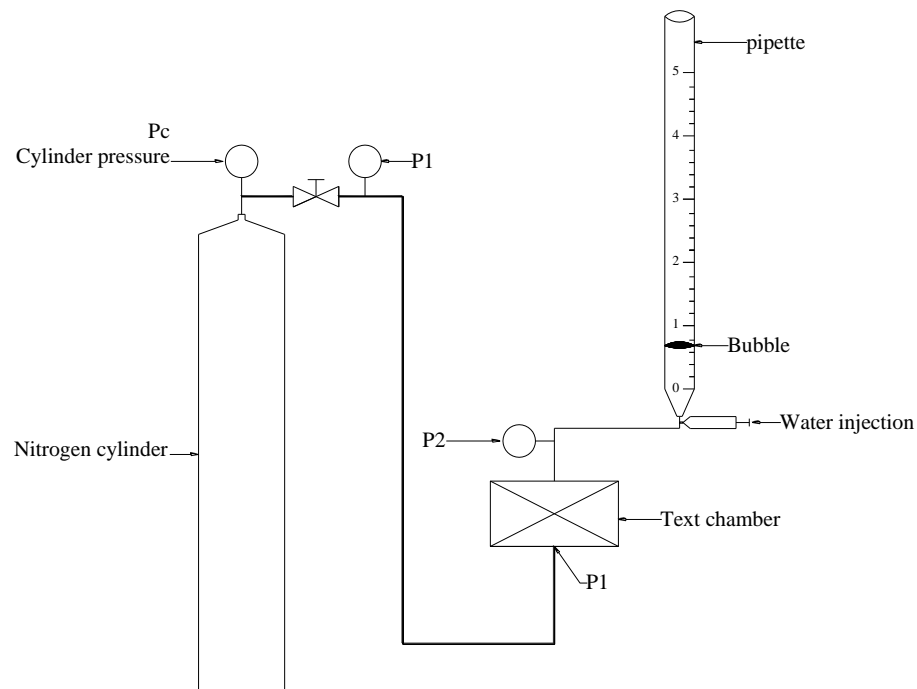 pipette
5
4
3
2
1
0
Bubble
Water injection
Pc
Cylinder pressure
P1
P2
Nitrogen cylinder
Text chamber
P1